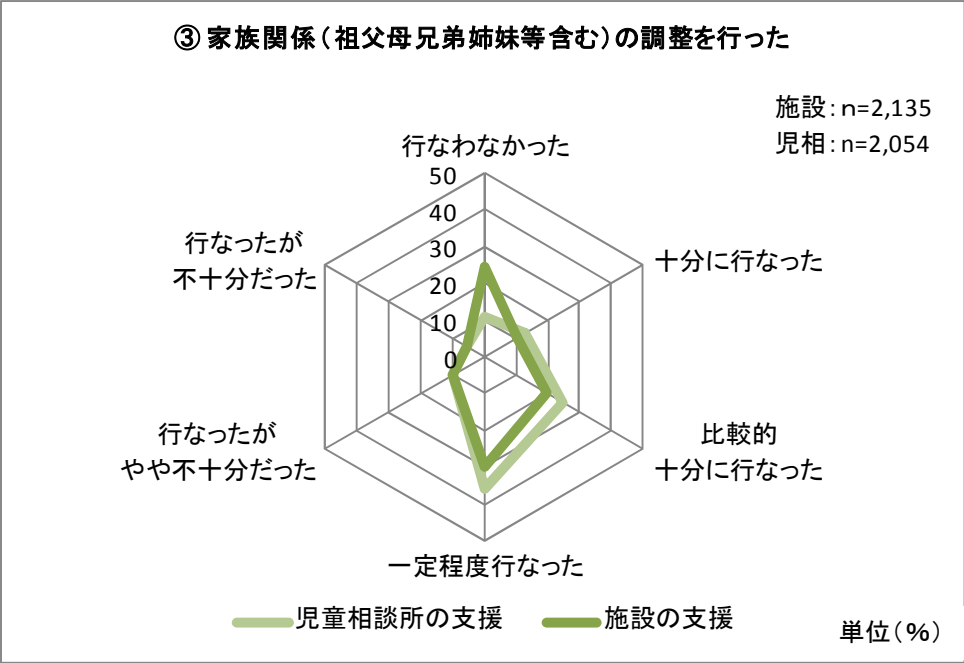 ③ 家族関係（祖父母兄弟姉妹等含む）の調整を行った
施設：n=2,135
児相：n=2,054
行なわなかった
50
40
30
20
10
0
十分に行なった
比較的
十分に行なった
一定程度行なった
行なったが
やや不十分だった
行なったが
不十分だった
児童相談所の支援
施設の支援
単位（%）